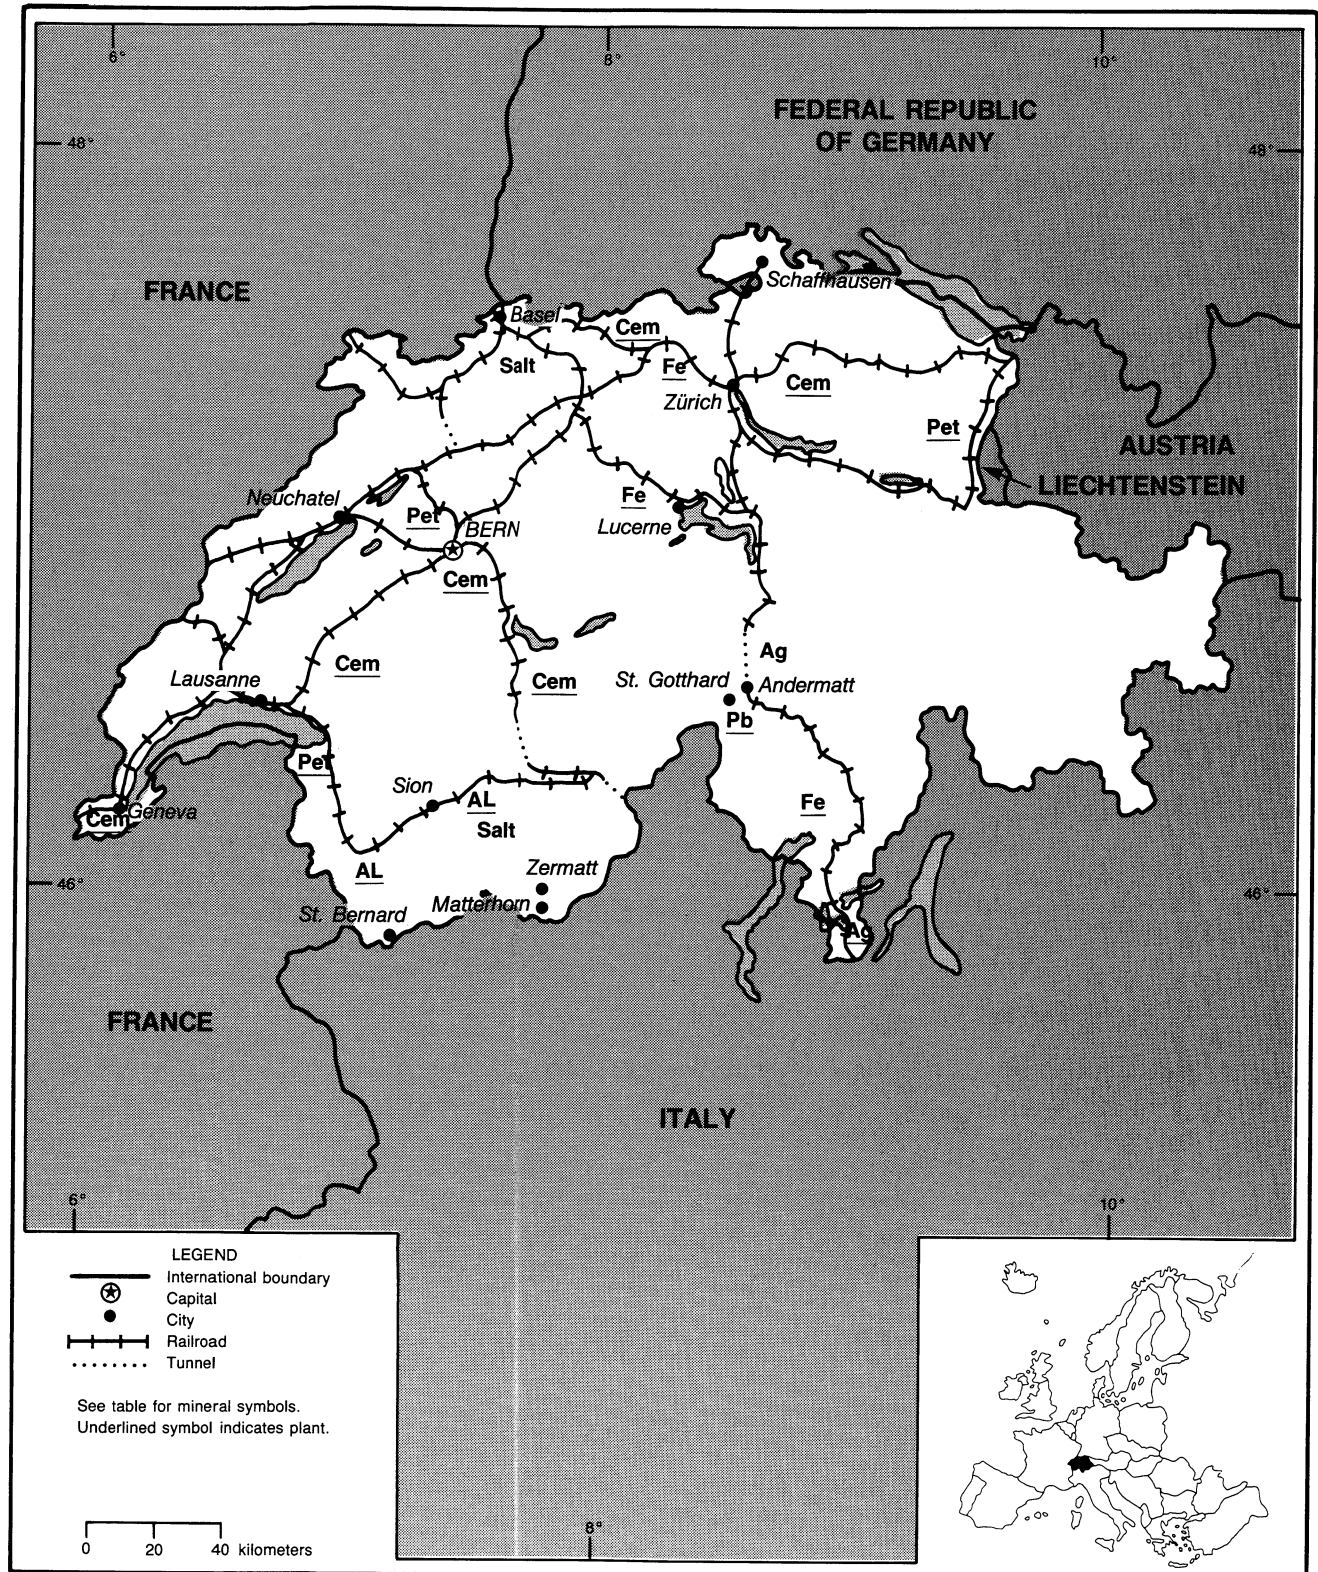 6°
8°
10°
FEDERAL REPUBLIC
OF GERMANY
48°
48°
FRANCE
Schaffhausen
Basel
Cem
Salt
Fe
Cem
Zürich
Pet
AUSTRIA
LIECHTENSTEIN
Neuchatel
Fe
Pet
BERN
Lucerne
Cem
Ag
Cem
Lausanne
Cem
St. Gotthard
Andermatt
Pb
Pet
Sion
AL
Fe
Cem
Geneva
Salt
AL
Zermatt
46°
46°
Matterhorn
St. Bernard
Ag
FRANCE
ITALY
6°
10°
LEGEND
International boundary
Capital
City
Railroad
Tunnel
See table for mineral symbols.
Underlined symbol indicates plant.
8°
0 20 40 kilometers